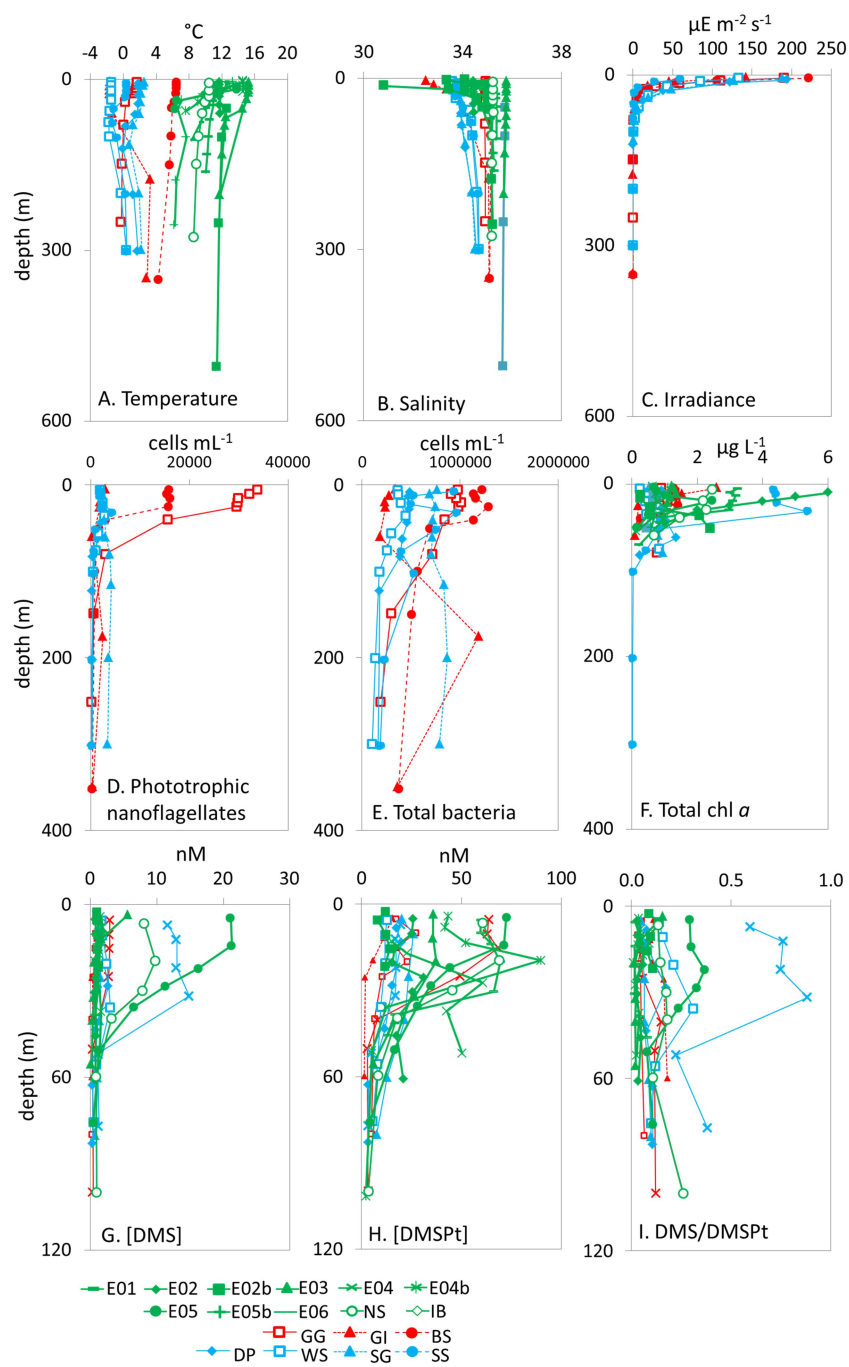 °C
-4 0 4 8 12 16 20
0
300
600
depth (m)
A. Temperature
30 34 38
0
300
600
B. Salinity
µE m-2 s-1
0 50 100 150 200 250
0
300
600
C. Irradiance
cells mL-1
0 20000 40000
0
200
400
depth (m)
D. Phototrophic
nanoflagellates
cells mL-1
0 1000000 2000000
0
200
400
E. Total bacteria
µg L-1
0 2 4 6
0
200
400
F. Total chl a
nM
0 10 20 30
0
60
120
depth (m)
G. [DMS]
nM
0 50 100
0
60
120
H. [DMSPt]
0.0 0.5 1.0
0
60
120
I. DMS/DMSPt
E01 E02 E02b E03 E04 E04b
E05 E05b E06 NS IB
GG GI BS
DP WS SG SS